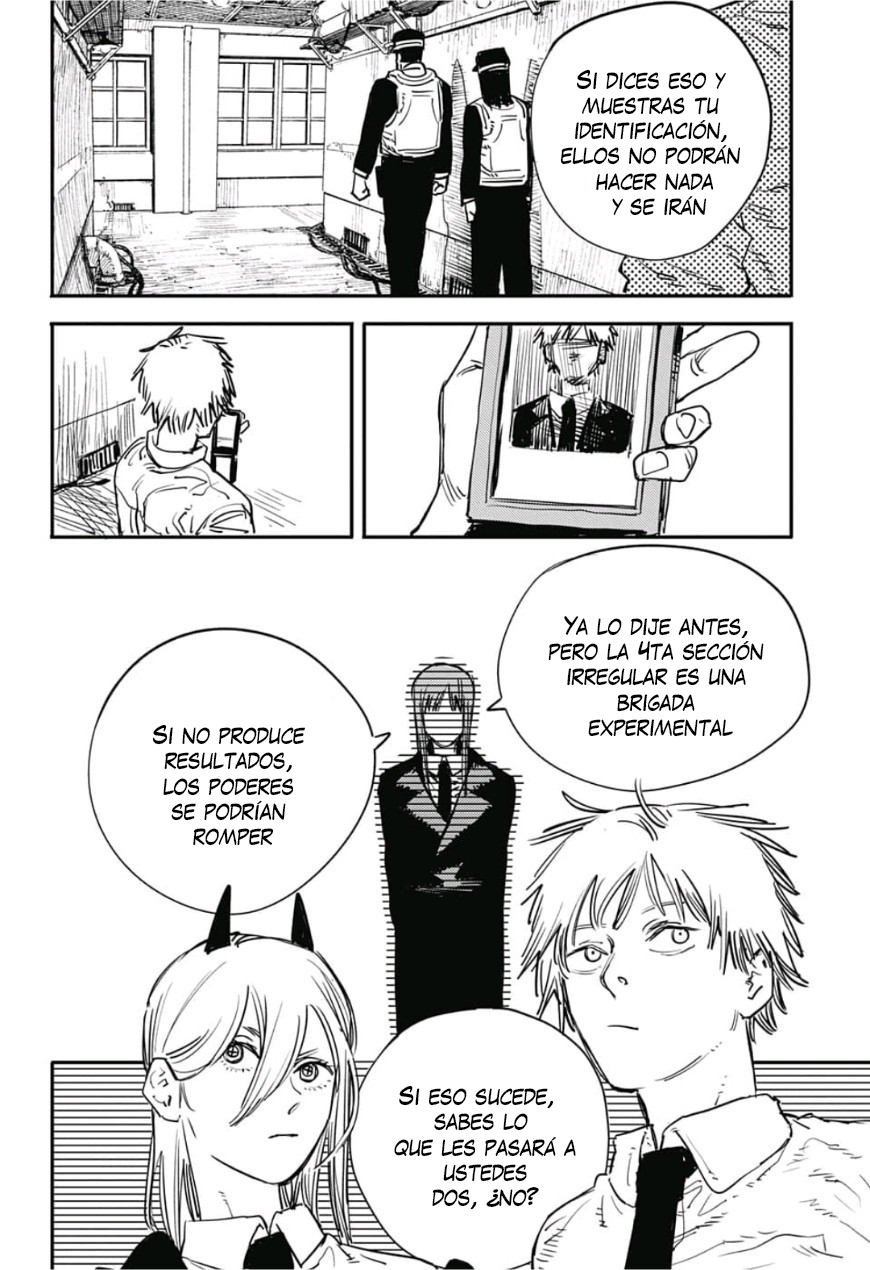 SI DICES ESO Y
MUESTRAS TU
IDENTIFICACIÓN,
ELLOS NO PODRÁN
HACER NADA
Y SE IRÁN
YA LO DIJE ANTES,
PERO LA 4TA SECCIÓN
IRREGULAR ES UNA
BRIGADA
EXPERIMENTAL
SI NO PRODUCE
RESULTADOS,
LOS PODERES
SE PODRÍAN
ROMPER
SI ESO SUCEDE,
SABES LO
QUE LES PASARÁ A
USTEDES
DOS, ¿NO?